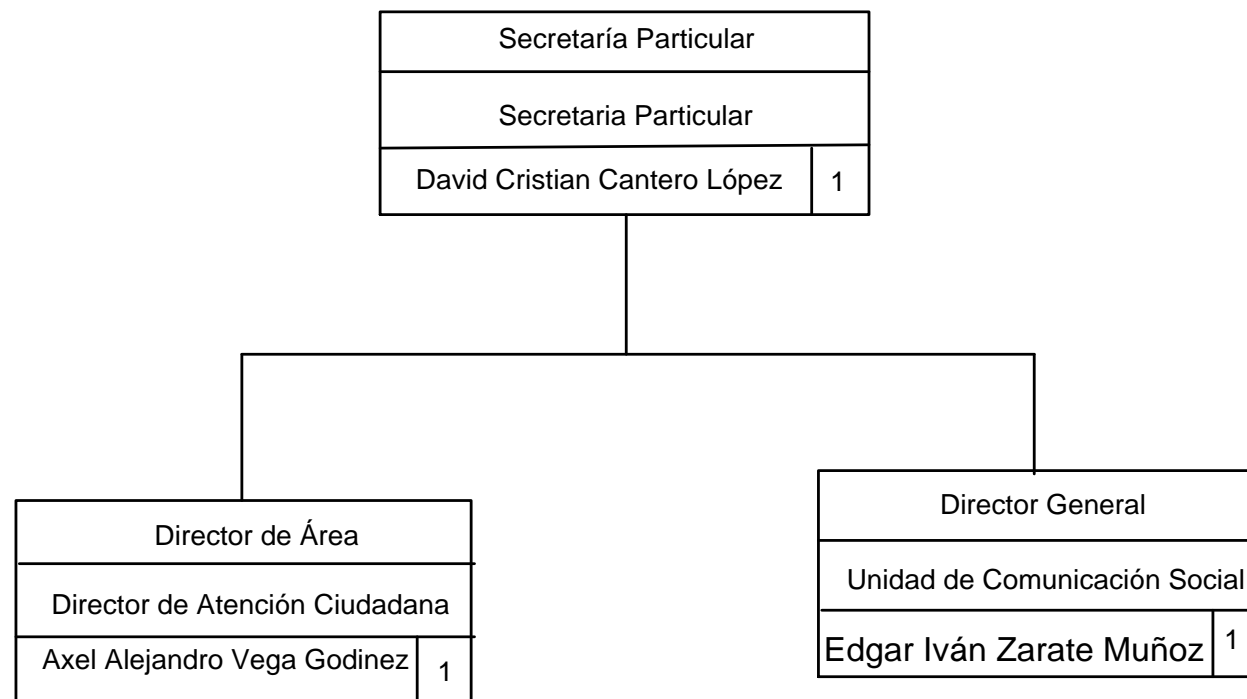 Secretaría Particular
Secretaria Particular
David Cristian Cantero López 1
Director de Área
Director de Atención Ciudadana
Axel Alejandro Vega Godinez 1
Director General
Unidad de Comunicación Social
Edgar Iván Zarate Muñoz 1